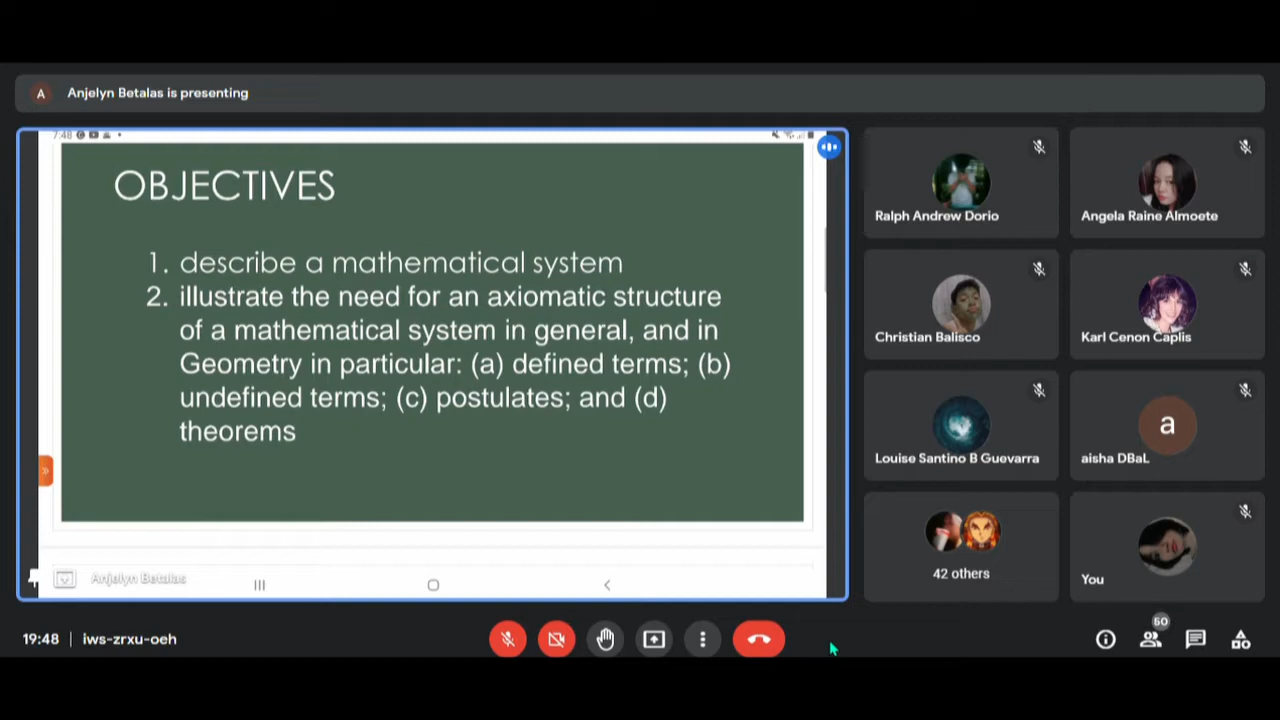 A Anjelyn Betalas is presenting
7:48
OBJECTIVES
1. describe a mathematical system
2. illustrate the need for an axiomatic structure
of a mathematical system in general, and in
Geometry in particular: (a) defined terms; (b)
undefined terms; (c) postulates; and (d)
theorems
Anjelyn Betalas
Ralph Andrew Dorio
Angela Raine Almoete
Christian Balisco
Karl Cenon Caplis
Louise Santino B Guevarra
a
aisha DBaL
42 others
You
19:48 | iws-zrxu-oeh
50